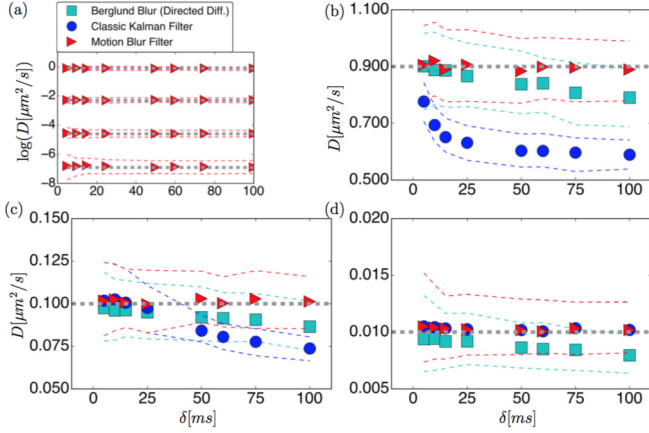 (a)
Berglund Blur (Directed Diff.)
Classic Kalman Filter
Motion Blur Filter
log(D[μm²/s])
0
−2
−4
−6
−8
0 20 40 60 80 100
(b)
D[μm²/s]
0.900
0.700
0.500
0 25 50 75 100
(c)
D[μm²/s]
0.150
0.125
0.100
0.075
0.050
0 25 50 75 100
δ[ms]
(d)
0.020
0.015
0.010
0.005
0 25 50 75 100
δ[ms]